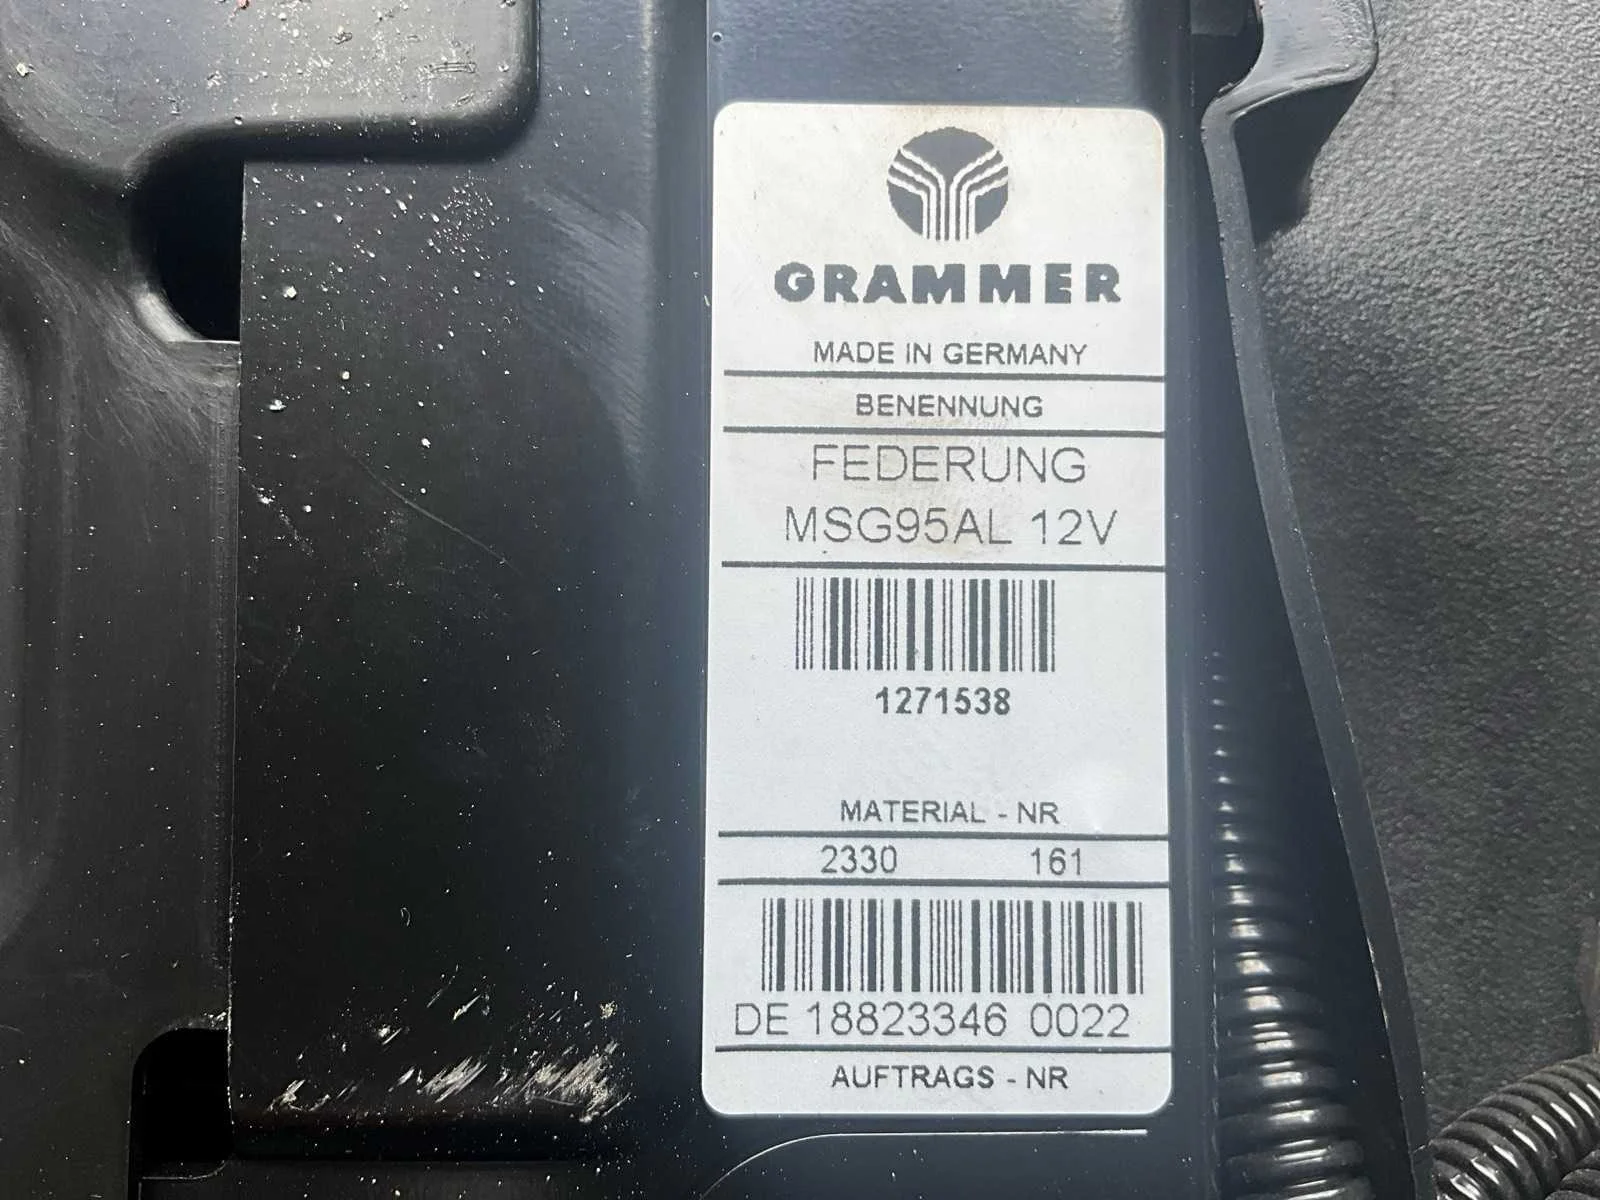 GRAMMER
MADE IN GERMANY
BENENNUNG
FEDERUNG
MSG95AL 12V
1271538
MATERIAL - NR
2330 161
DE 18823346 0022
AUFTRAGS - NR